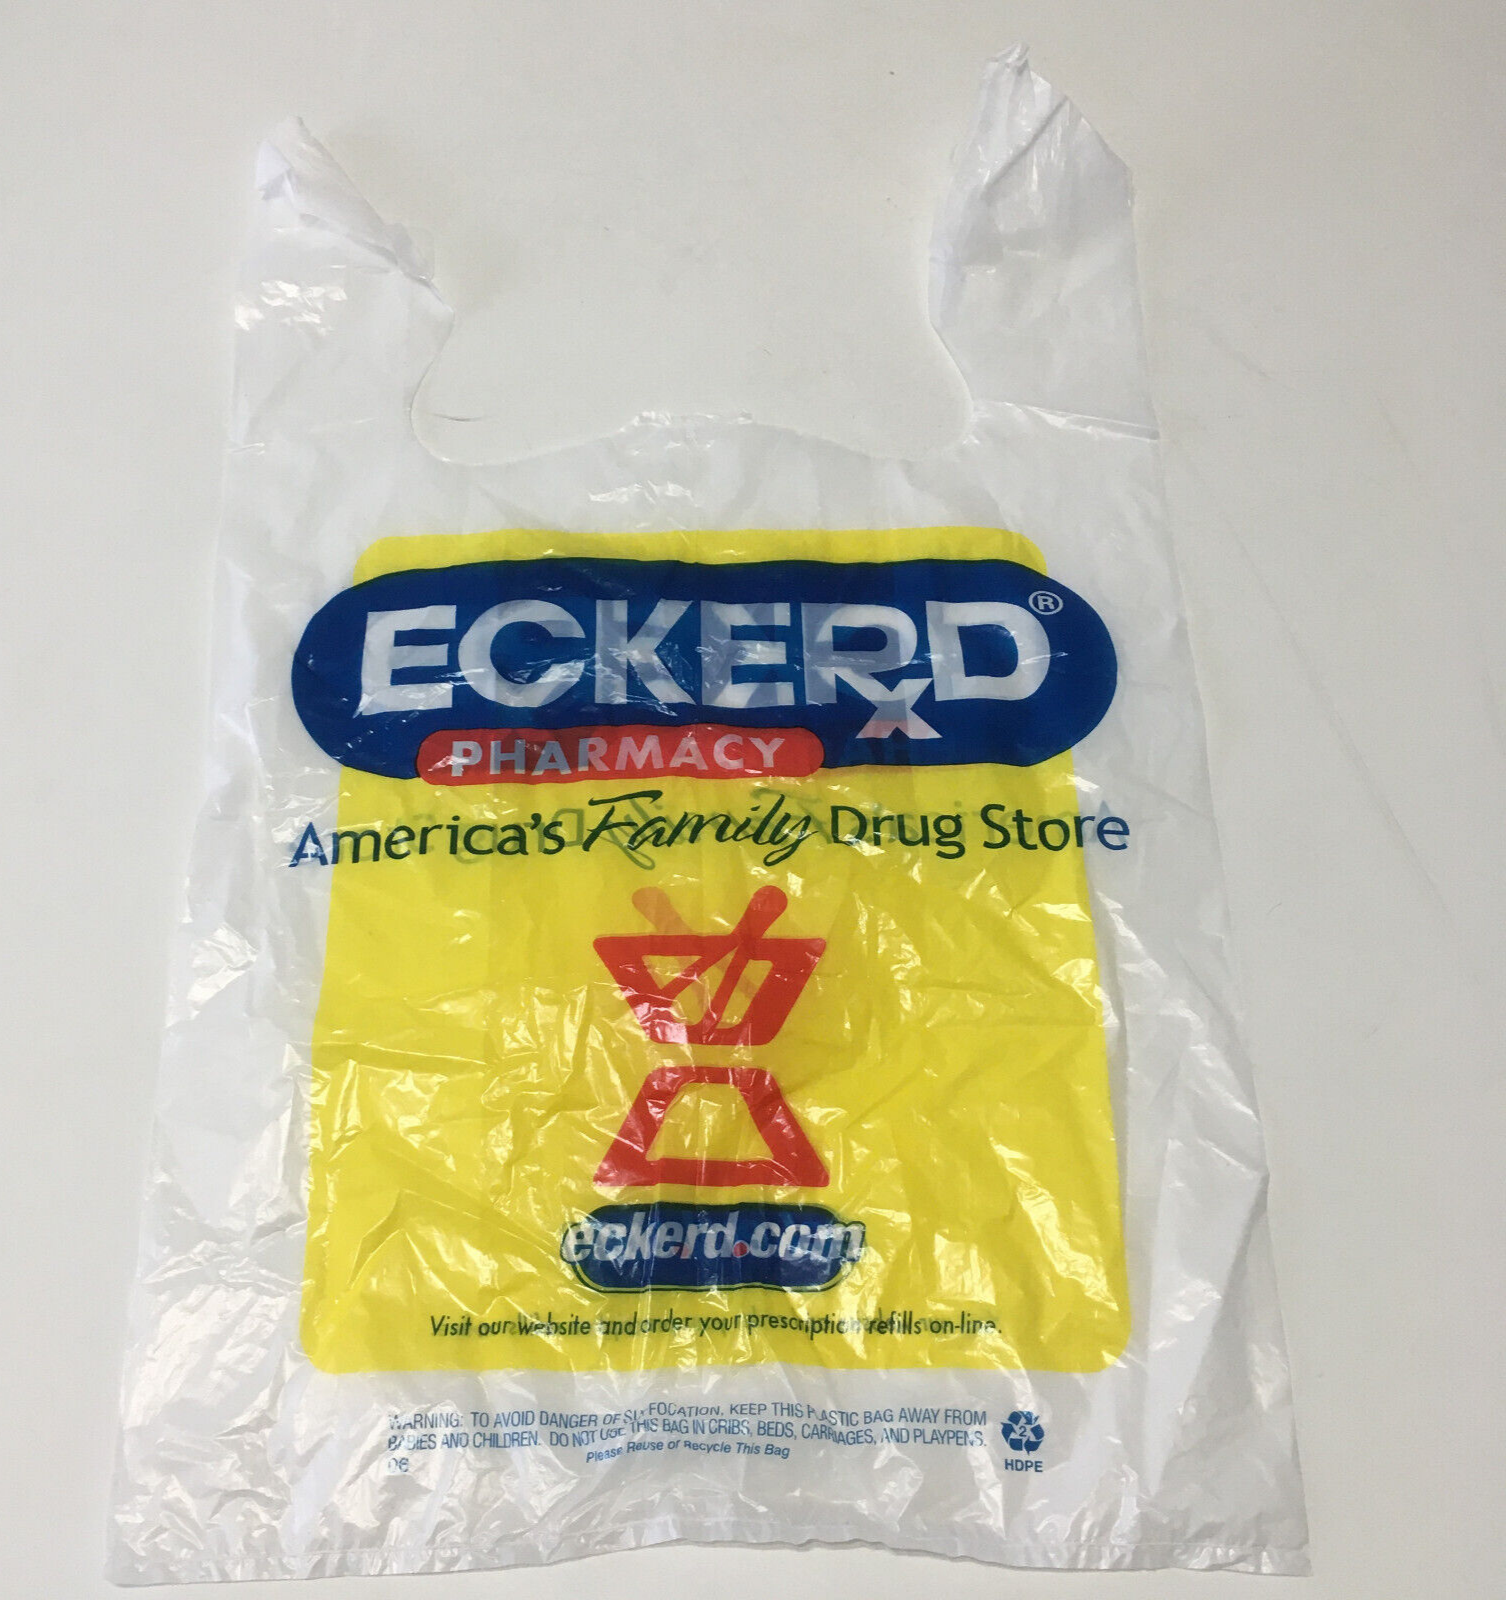 ECKERD®
PHARMACY
America's Family Drug Store
eckerd.com
Visit our Website and order your prescription refills on-line.
WARNING: TO AVOID DANGER OF SUFFOCATION, KEEP THIS PLASTIC BAG AWAY FROM
BABIES AND CHILDREN. DO NOT USE THIS BAG IN CRIBS, BEDS, CARRIAGES, AND PLAYPENS.
Please Reuse or Recycle This Bag
06
2
HDPE